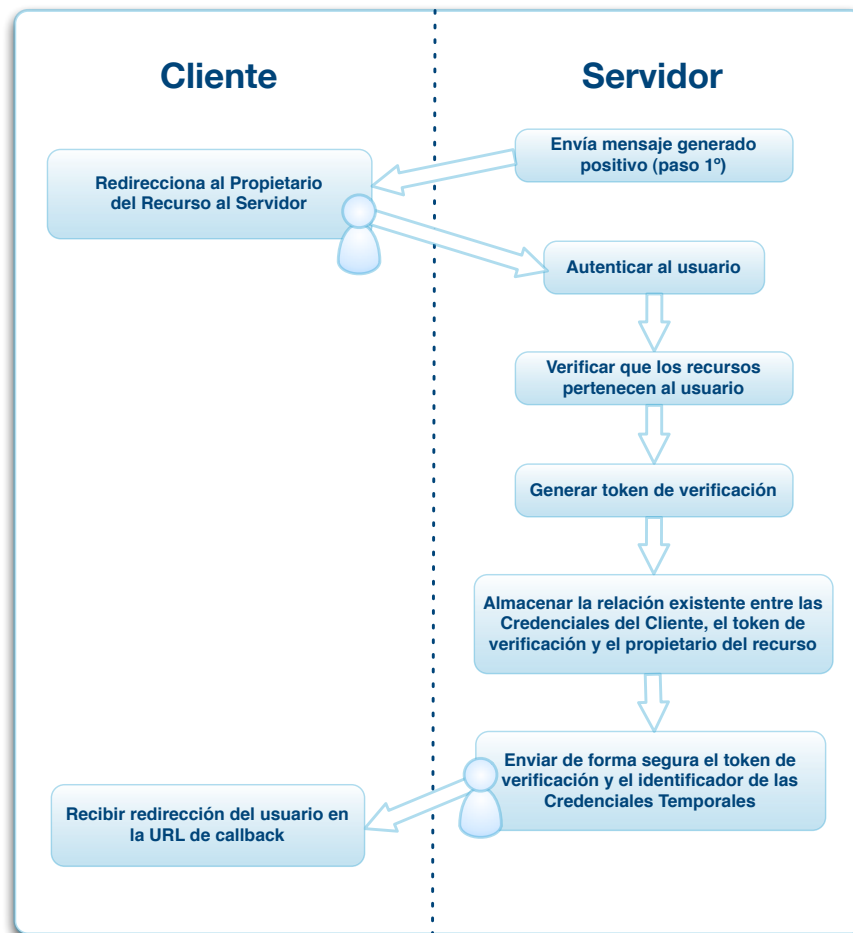 Cliente
Servidor
Envía mensaje generado
positivo (paso 1º)
Redirecciona al Propietario
del Recurso al Servidor
Autenticar al usuario
Verificar que los recursos
pertenecen al usuario
Generar token de verificación
Almacenar la relación existente entre las
Credenciales del Cliente, el token de
verificación y el propietario del recurso
Enviar de forma segura el token de
verificación y el identificador de las
Credenciales Temporales
Recibir redirección del usuario en
la URL de callback